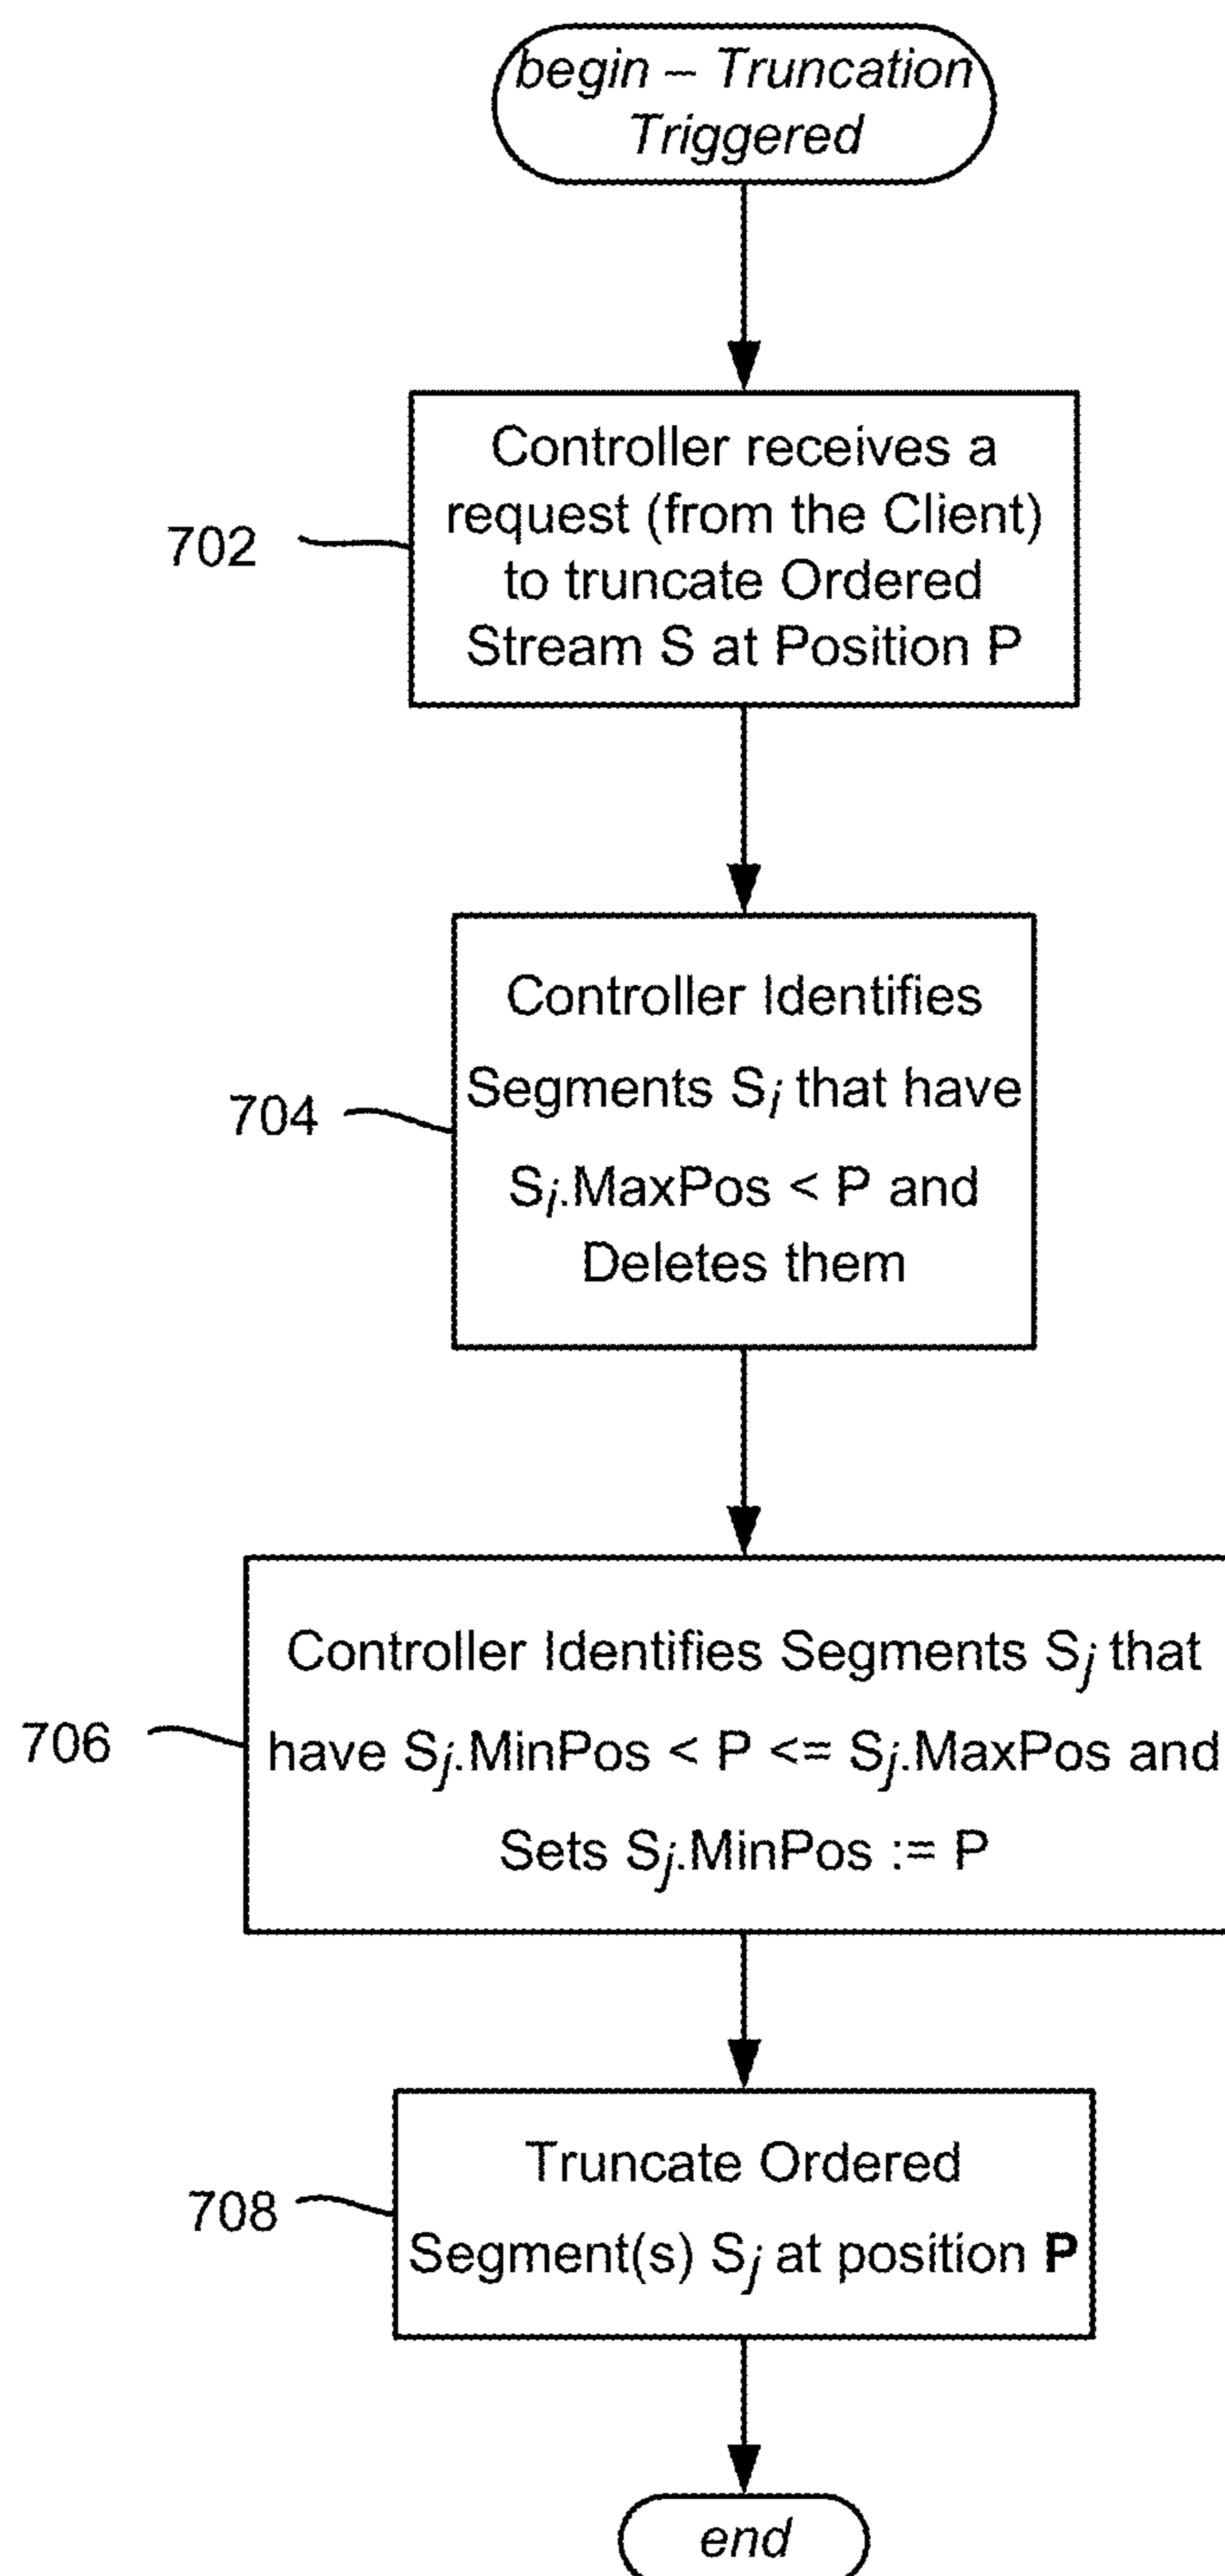 begin – Truncation
Triggered
Controller receives a
request (from the Client)
to truncate Ordered
Stream S at Position P
702
Controller Identifies
Segments Si that have
Si.MaxPos < P and
Deletes them
704
Controller Identifies Segments Sj that
have Sj.MinPos < P <= Sj.MaxPos and
Sets Sj.MinPos := P
706
Truncate Ordered
Segment(s) Sj at position P
708
end